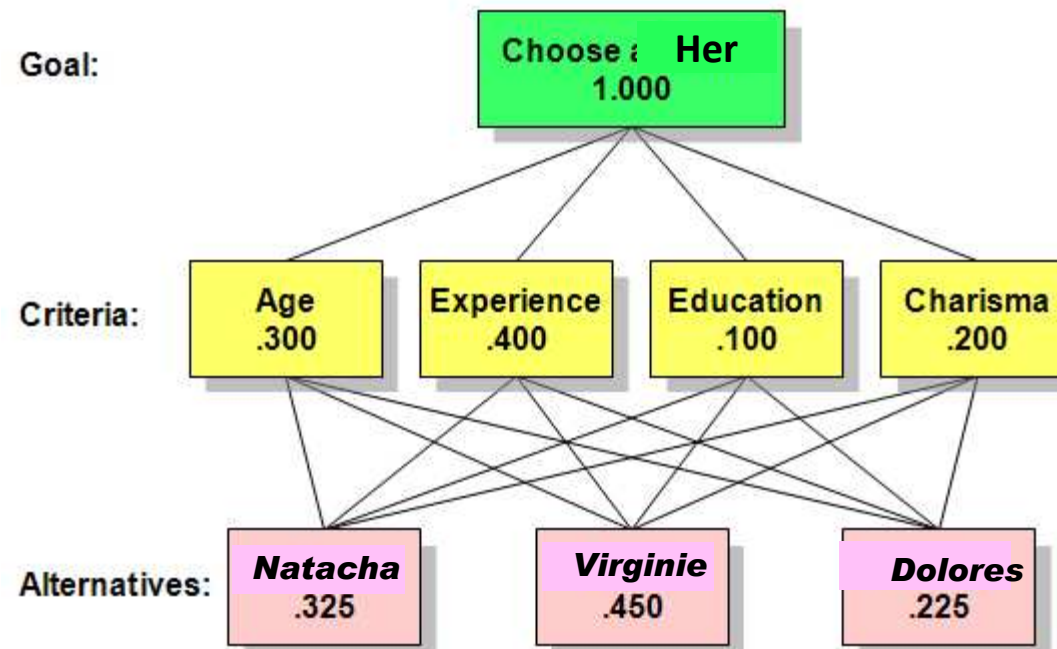 Goal:
Choose a Her
1.000
Criteria:
Age
.300
Experience
.400
Education
.100
Charisma
.200
Alternatives:
Natacha
.325
Virginie
.450
Dolores
.225